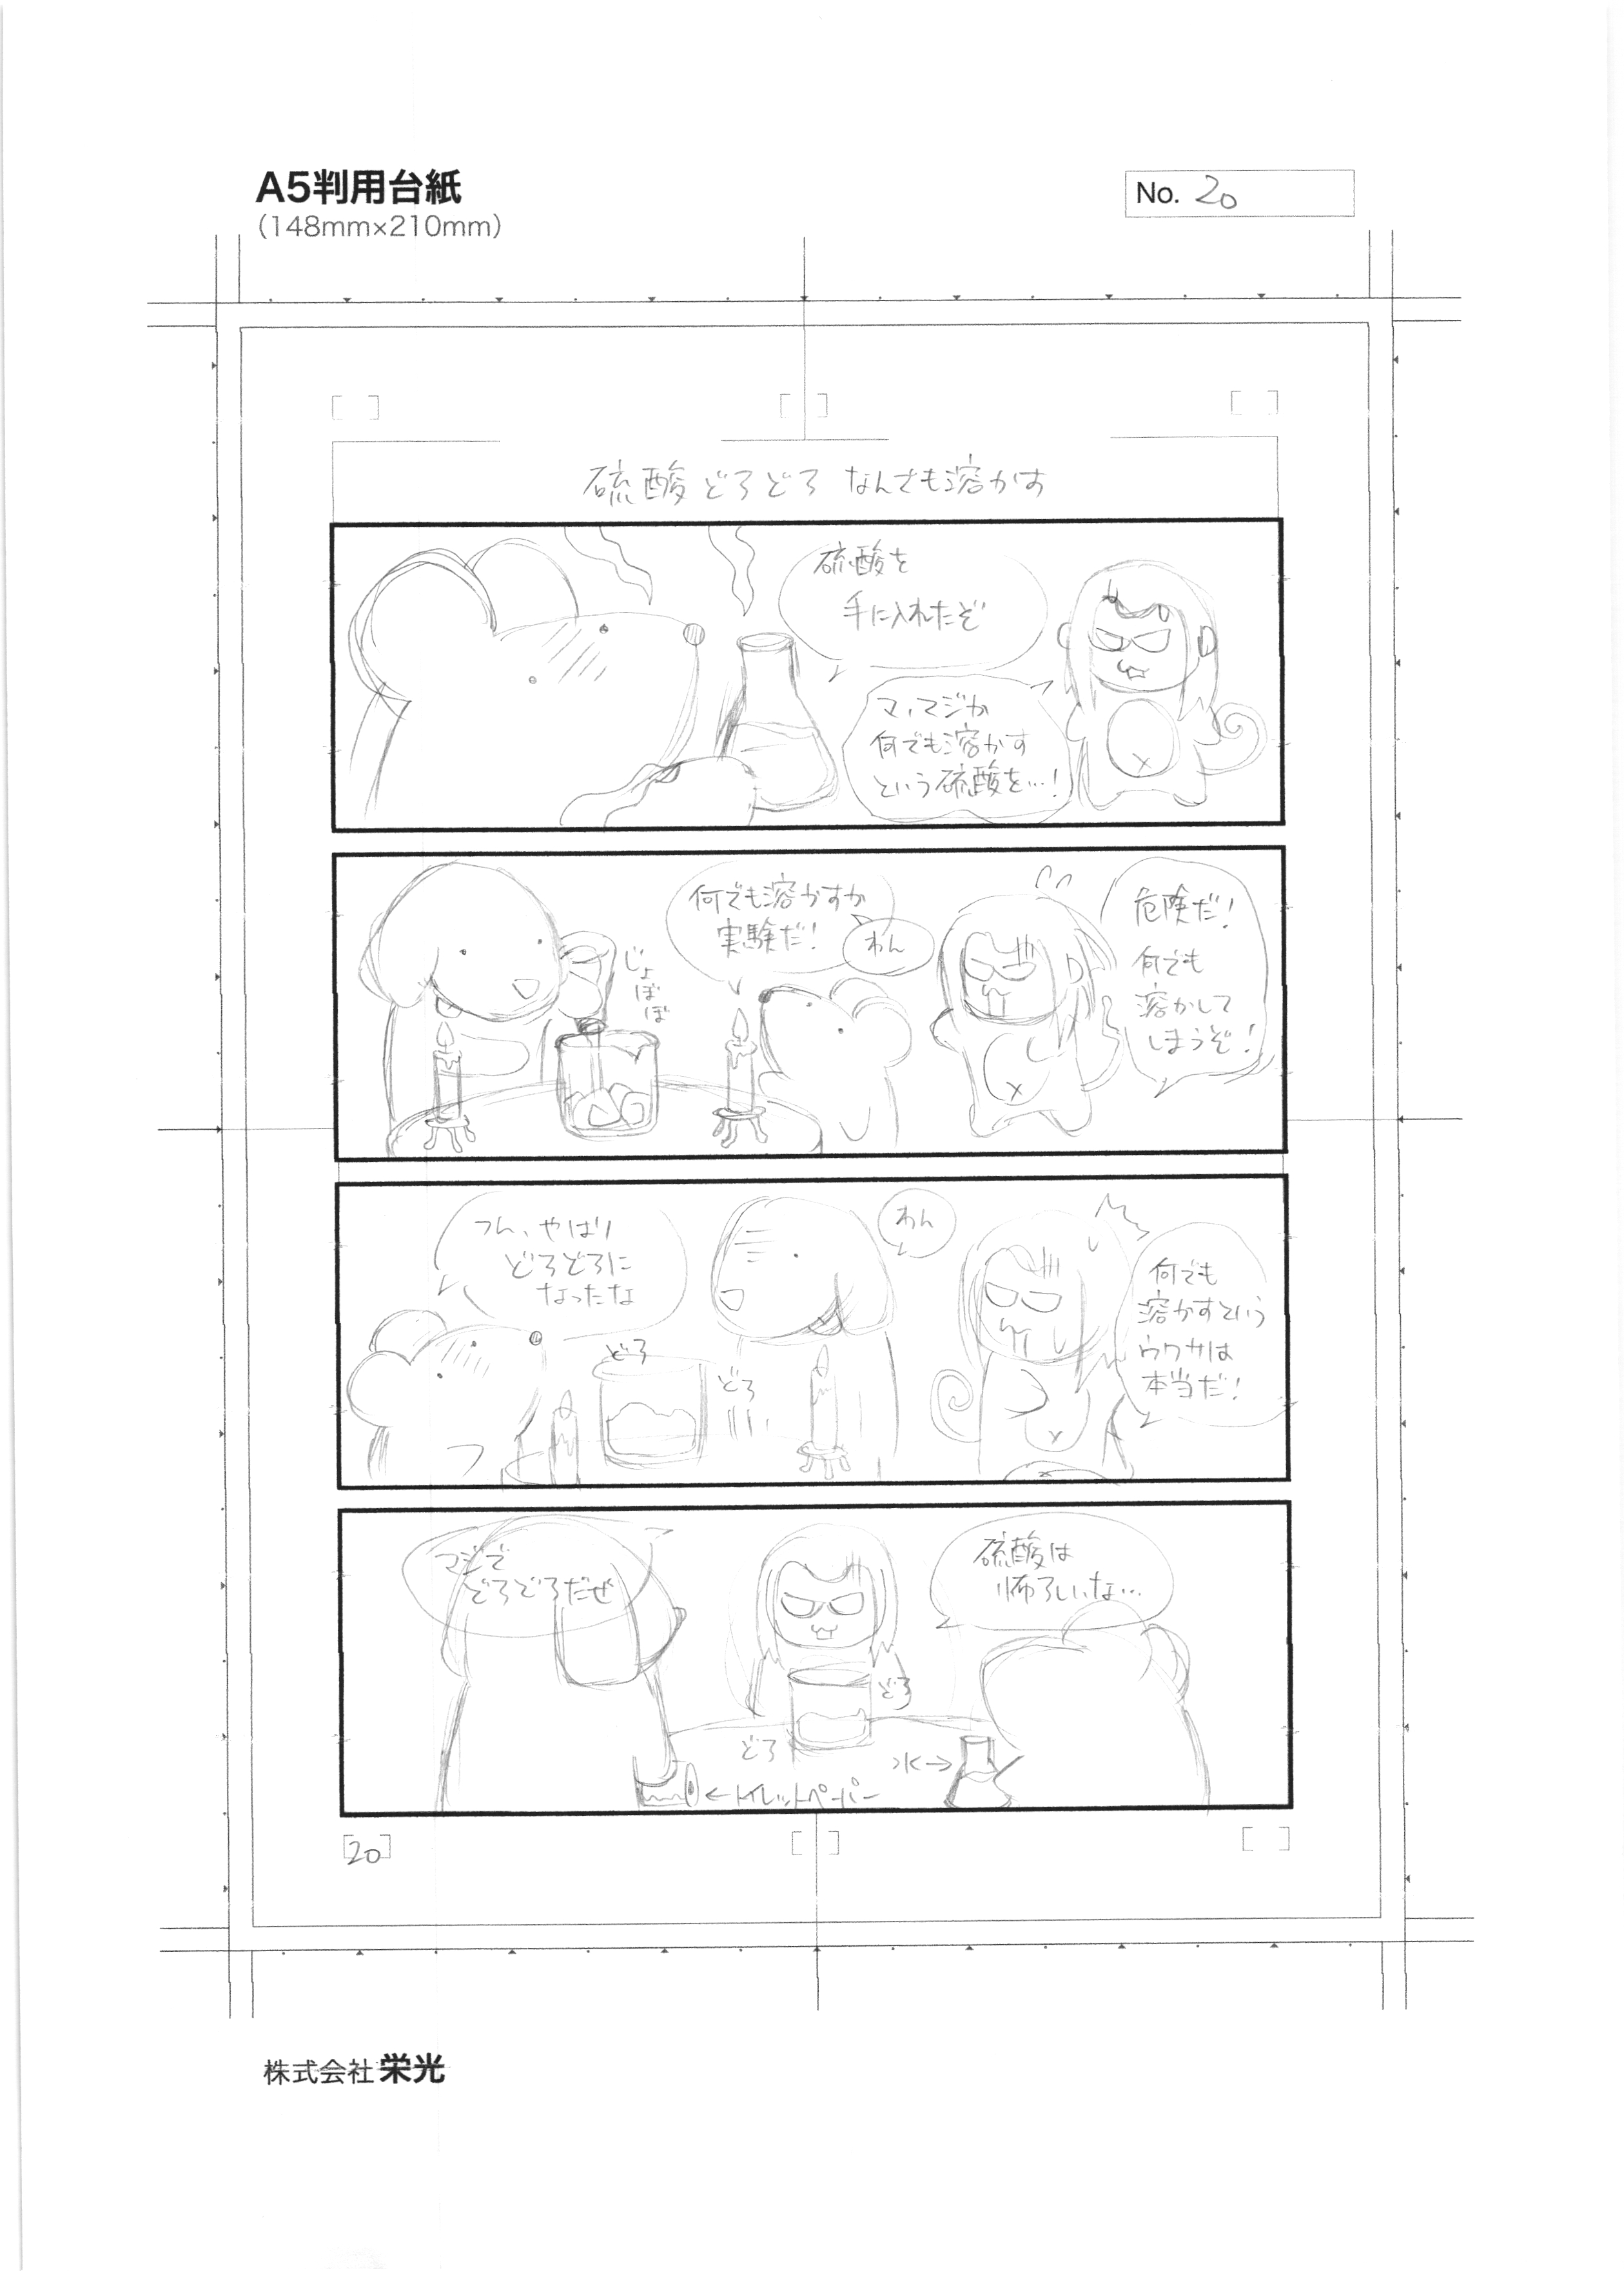 A5判用台紙
(148mm×210mm)
No. 20
硫酸どろどろ なんでも溶かす
硫酸を
手に入れたぞ
マ、マジか
何でも溶かす
という硫酸を…!
何でも溶かすか
実験だ!
わん
じょ
ぼ
ぼ
危険だ!
何でも
溶かして
しまうぞ!
フん、やはり
どろどろに
なったな
わん
どろ
どろ
何でも
溶かすという
ウワサは
本当だ!
マジで
どろどろだぜ
硫酸は
怖ろしいな…
どろ
どろ
水→
←トイレットペーパー
[20]
株式会社 栄光